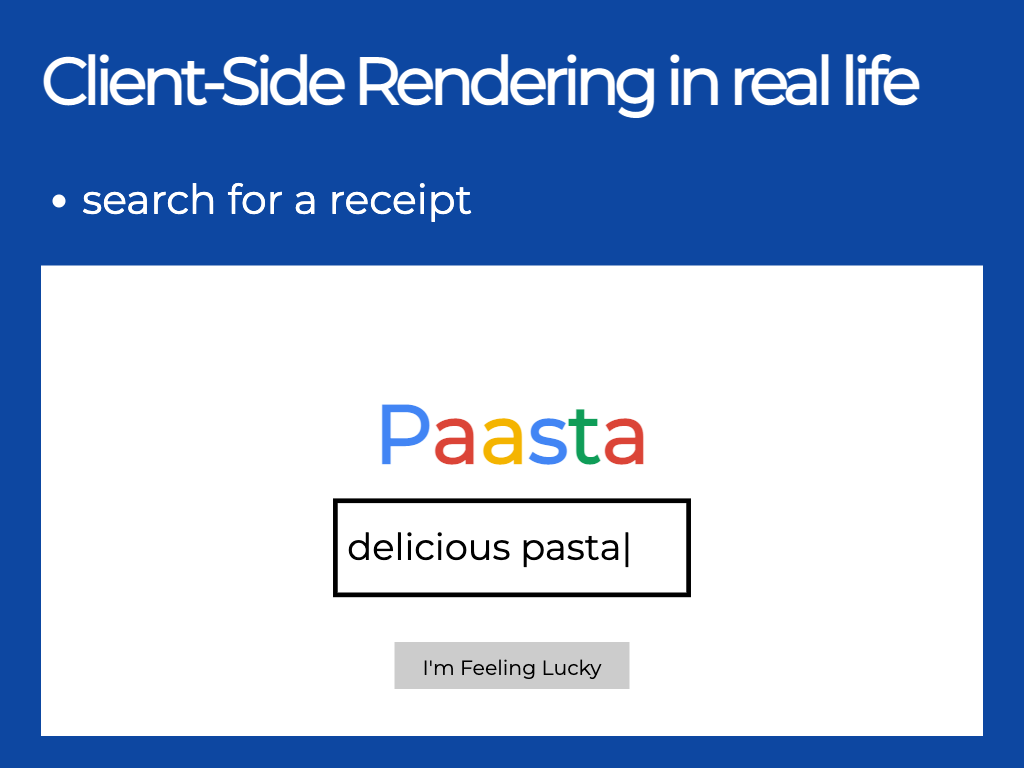 Client-Side Rendering in real life
• search for a receipt
Paasta
delicious pasta|
I'm Feeling Lucky